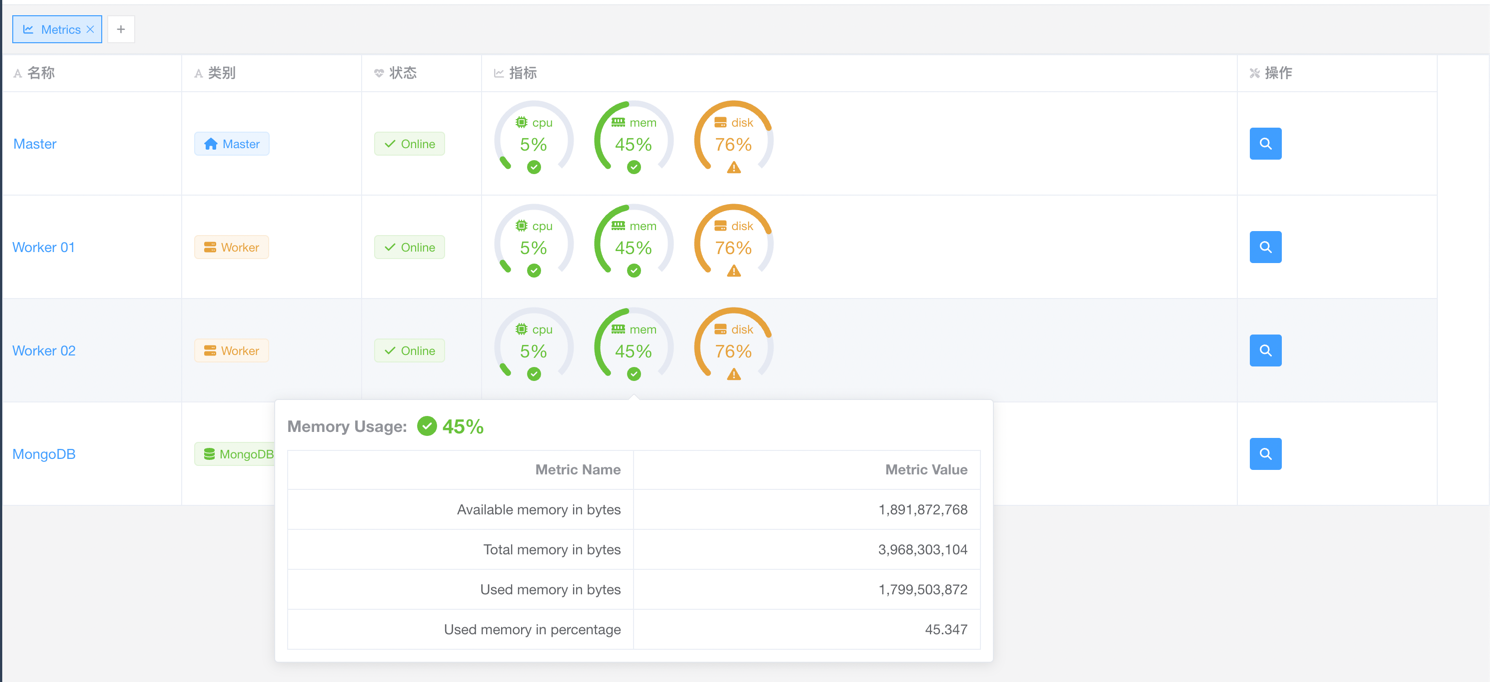 Metrics
+
名称 类别 状态 指标 操作
cpu mem disk
Master Master Online 5% 45% 76%
cpu mem disk
Worker 01 Worker Online 5% 45% 76%
cpu mem disk
Worker 02 Worker Online 5% 45% 76%
MongoDB MongoDB
Memory Usage: 45%
Metric Name Metric Value
Available memory in bytes 1,891,872,768
Total memory in bytes 3,968,303,104
Used memory in bytes 1,799,503,872
Used memory in percentage 45.347